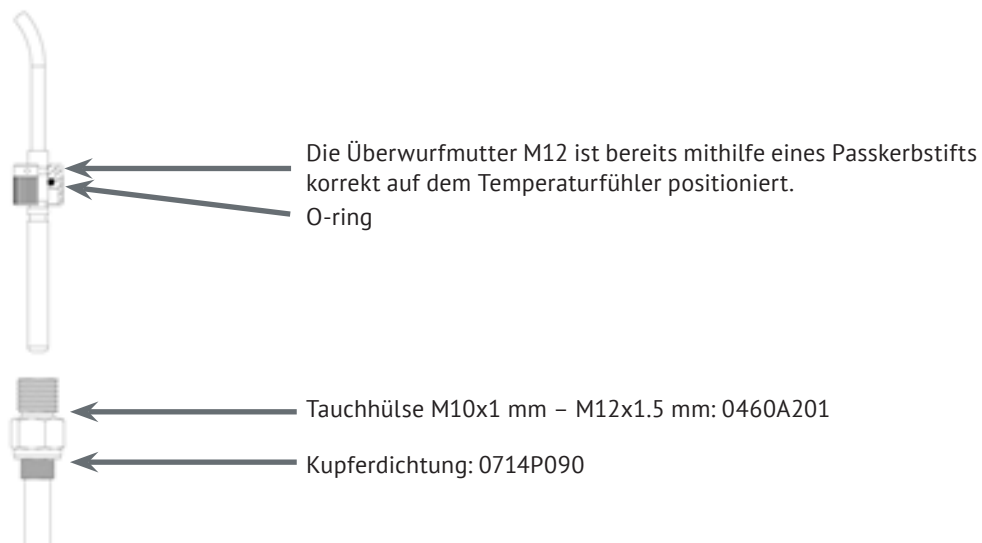 Die Überwurfmutter M12 ist bereits mithilfe eines Passkerbstifts
korrekt auf dem Temperaturfühler positioniert.
O-ring
Tauchhülse M10x1 mm – M12x1.5 mm: 0460A201
Kupferdichtung: 0714P090